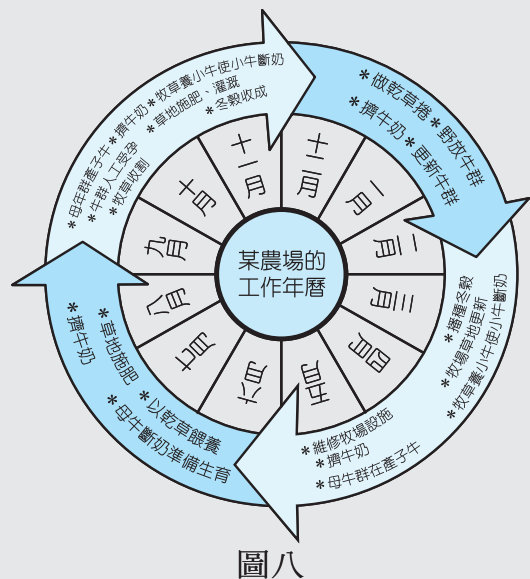 某農場的
工作年曆
十二月
一月
二月
三月
四月
五月
六月
七月
八月
九月
十月
十一月
*做乾草捲*野放牛群
*擠牛奶*更新牛群
*播種冬穀
*牧場草地更新
*牧草養小牛使小牛斷奶
*維修牧場設施
*擠牛奶
*母牛群在產子牛
*草地施肥*以乾草餵養
*擠牛奶*母牛斷奶準備生育
*母年群產子牛*擠牛奶*牧草養小牛使小牛斷奶
*牛群人工受孕*草地施肥、灌溉
*牧草收割*冬穀收成
圖八